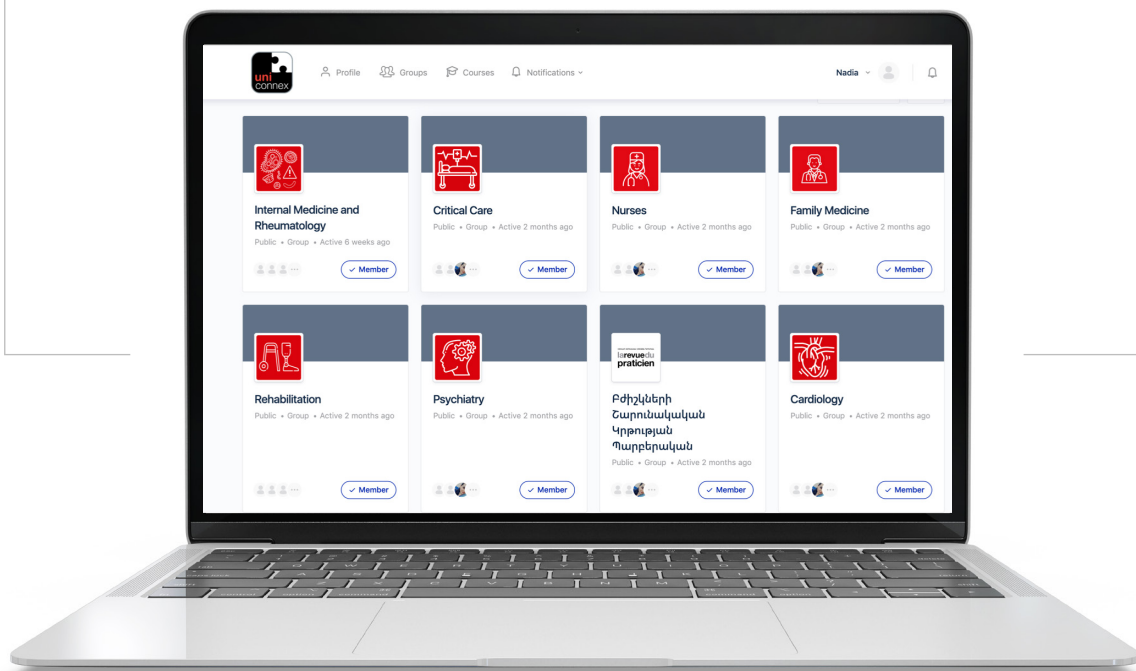 uni
connex
Profile
Groups
Courses
Notifications
Nadia
Internal Medicine and
Rheumatology
Public • Group • Active 6 weeks ago
Member
Critical Care
Public • Group • Active 2 months ago
Member
Nurses
Public • Group • Active 2 months ago
Member
Family Medicine
Public • Group • Active 2 months ago
Member
Rehabilitation
Public • Group • Active 2 months ago
Member
Psychiatry
Public • Group • Active 2 months ago
Member
larevuedu
praticien
Բժիշկների
Շարունակական
Կրթության
Պարբերական
Public • Group • Active 2 months ago
Member
Cardiology
Public • Group • Active 2 months ago
Member
command
option